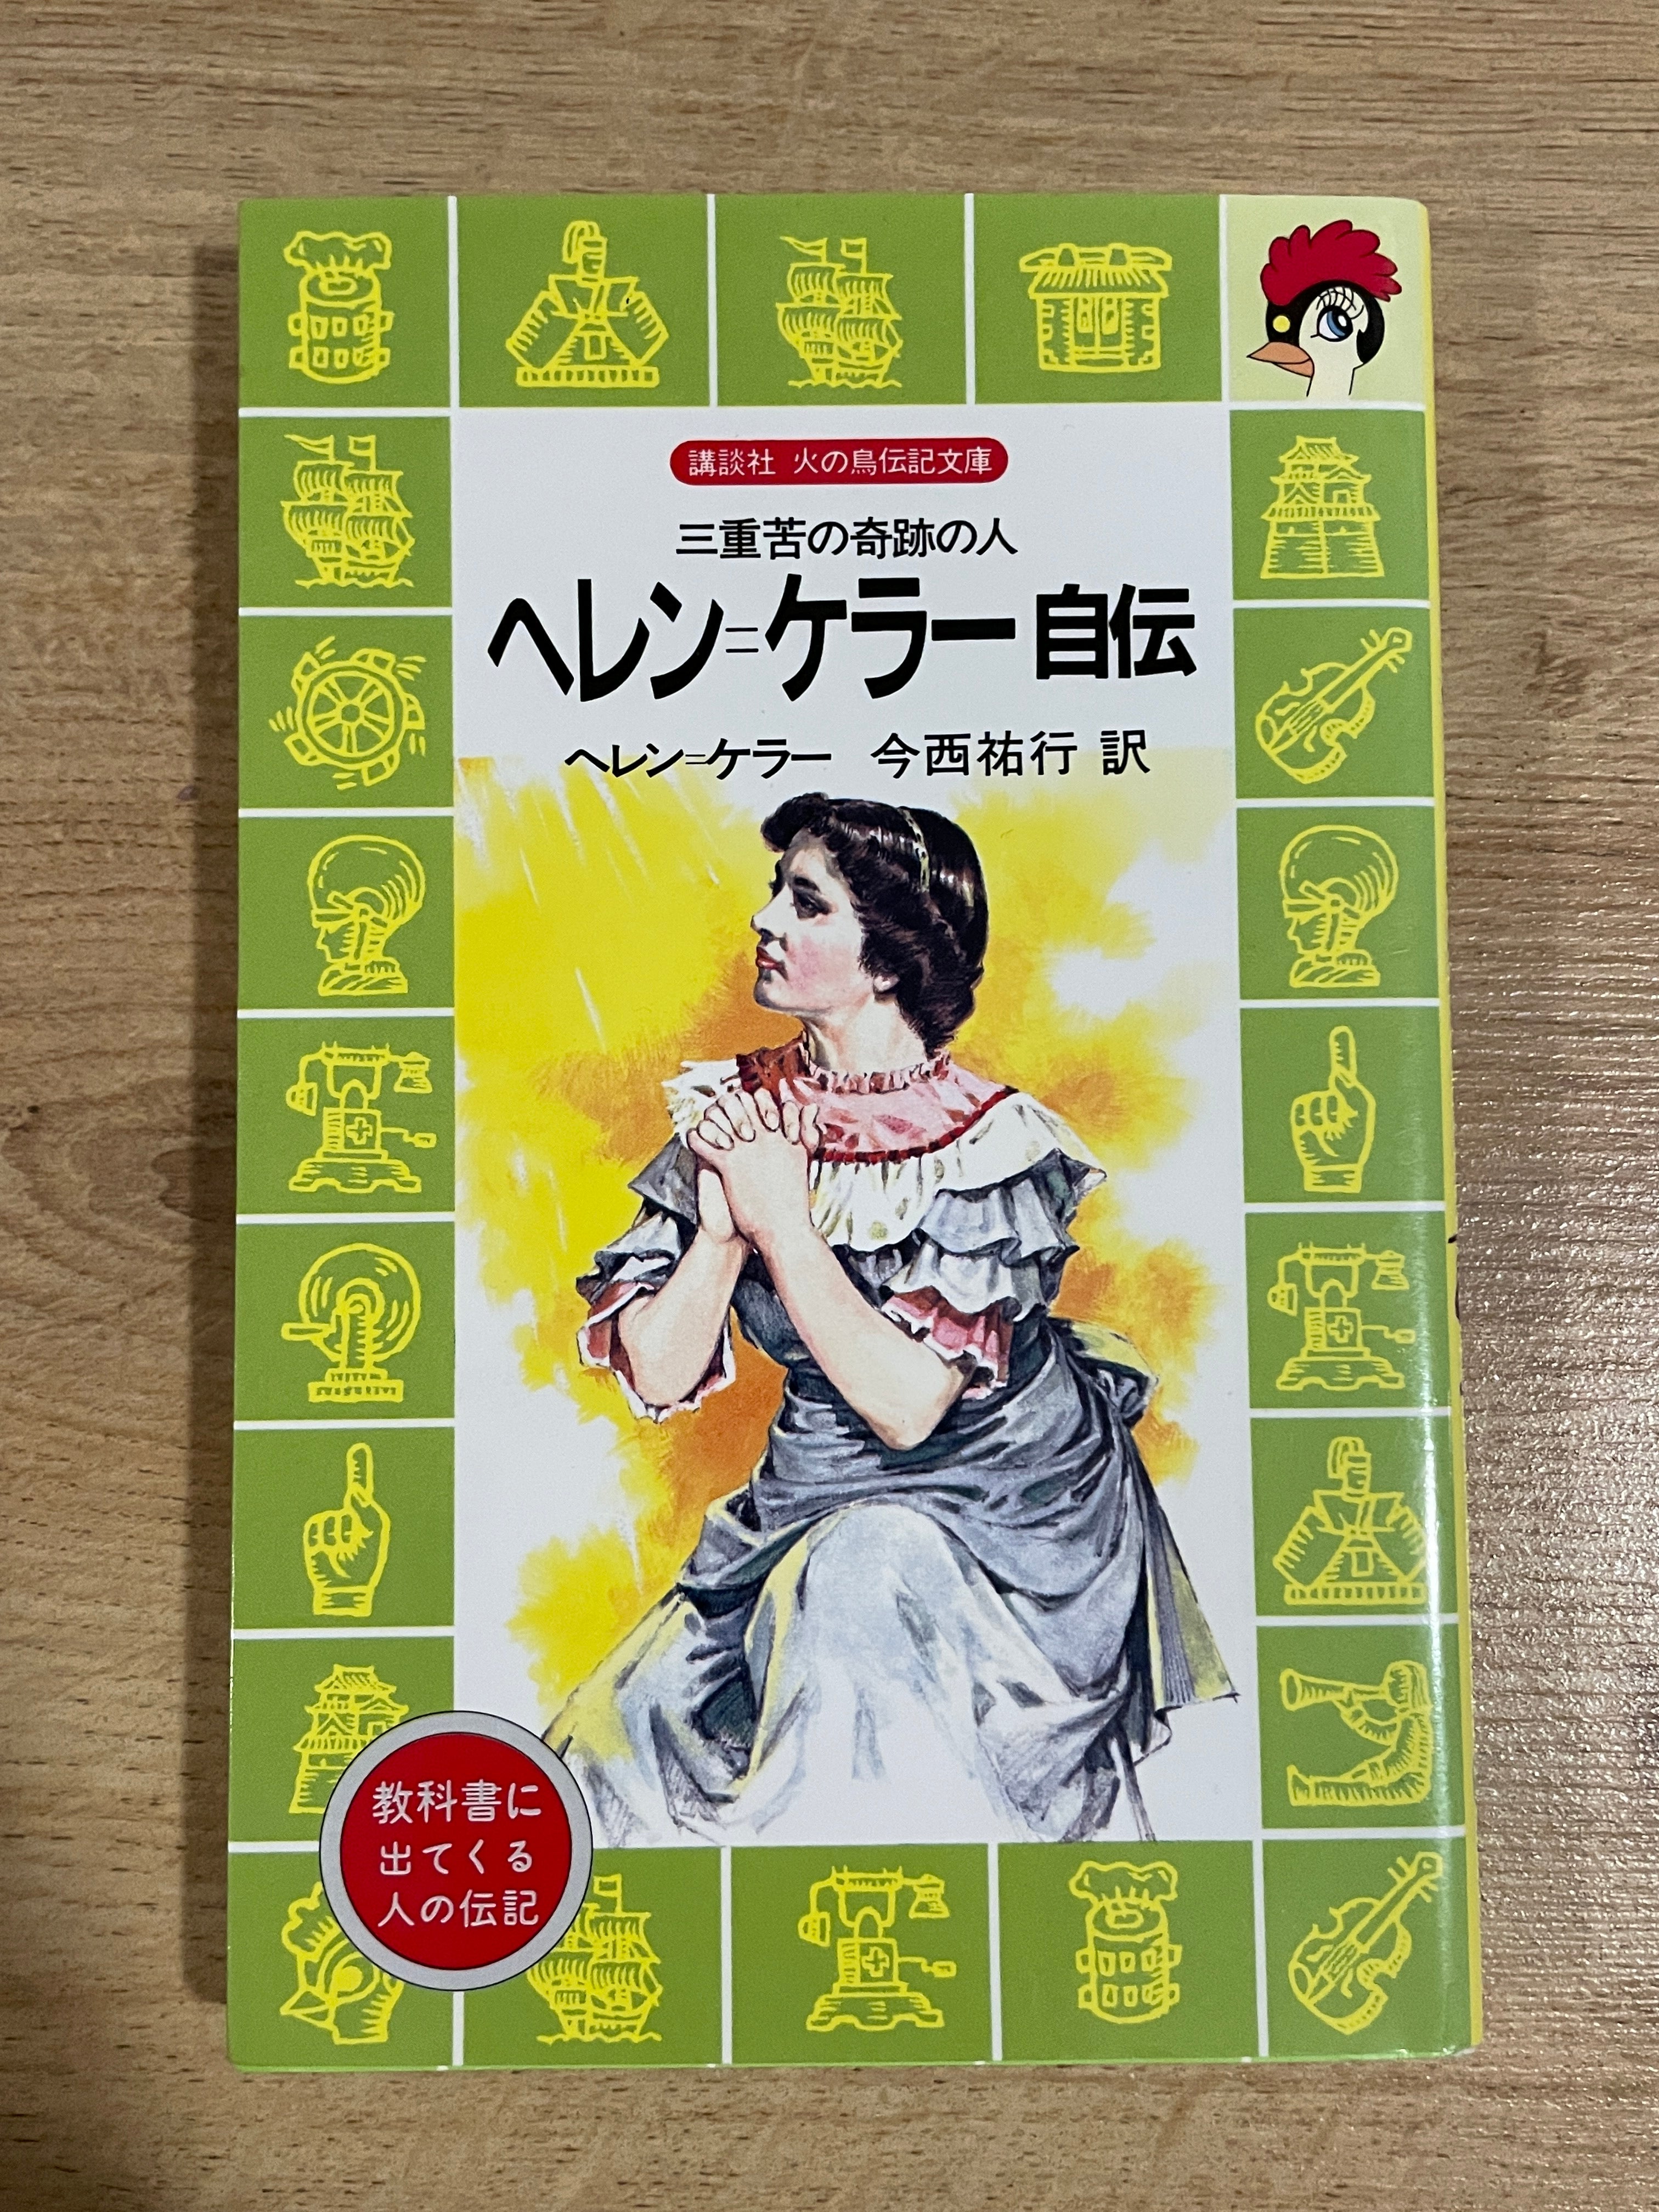 講談社 火の鳥伝記文庫
三重苦の奇跡の人
ヘレン=ケラー自伝
ヘレン=ケラー 今西祐行 訳
教科書に
出てくる
人の伝記